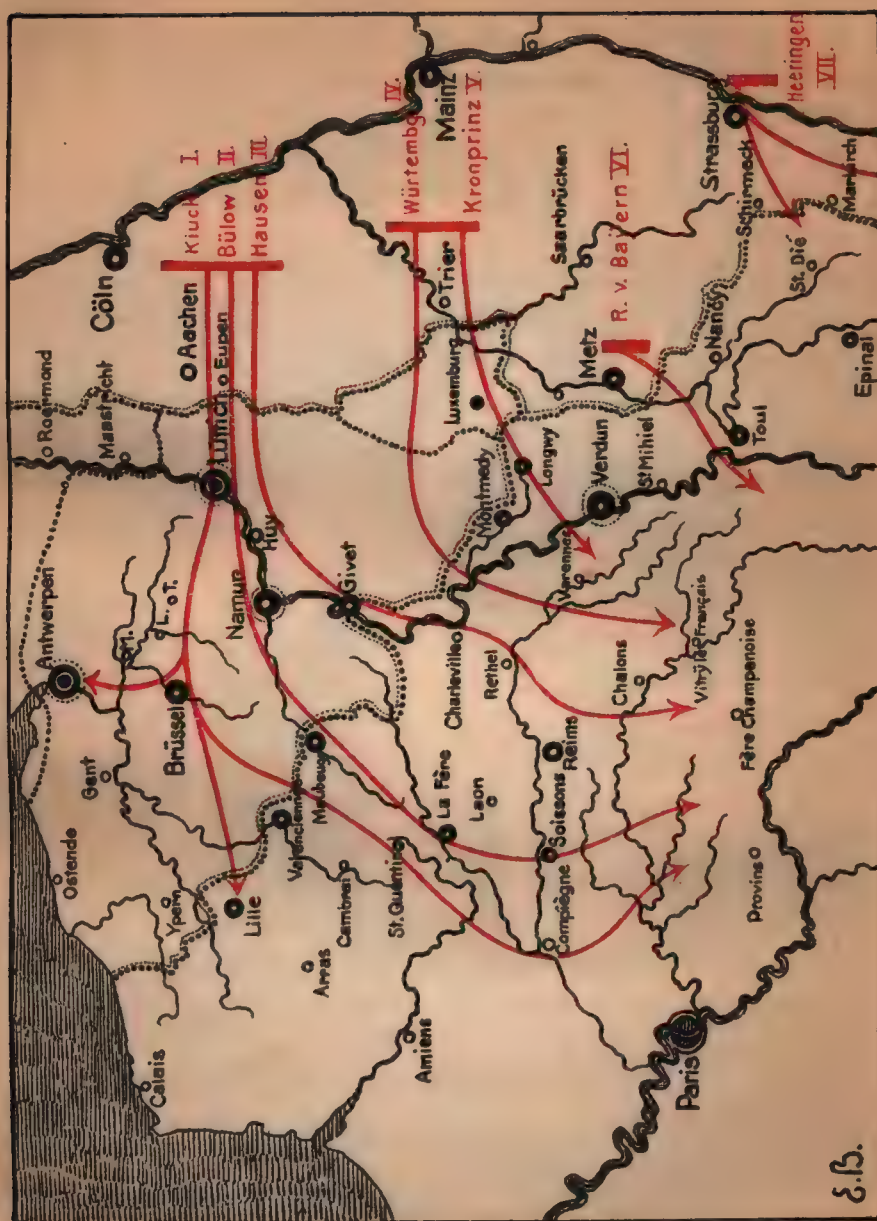 Roermond
Maastricht
Cöln
Antwerpen
Ostende
Gent
M.
L.
T.
Brüssel
Aachen
Eupen
Lüttich
Kluck I.
Bülow II.
Hausen III.
Calais
Ypern
Lille
Huy
Namur
Givet
Valenciennes
Maubeuge
Arras
Cambrai
St. Quentin
Amiens
Charleville
La Fère
Laon
Rethel
Soissons
Reims
Compiègne
Luxemburg
Trier
Würtembg. IV.
Mainz
Kronprinz V.
Saarbrücken
Montmedy
Longwy
Varennes
Verdun
St Mihiel
Metz
R. v. Bayern VI.
Strassburg
Heeringen
VII.
Schirmeck
Markirch
St. Dié
Nancy
Toul
Epinal
Chalons
Vitry le Français
Fère Champenoise
Provins
Paris
E.B.